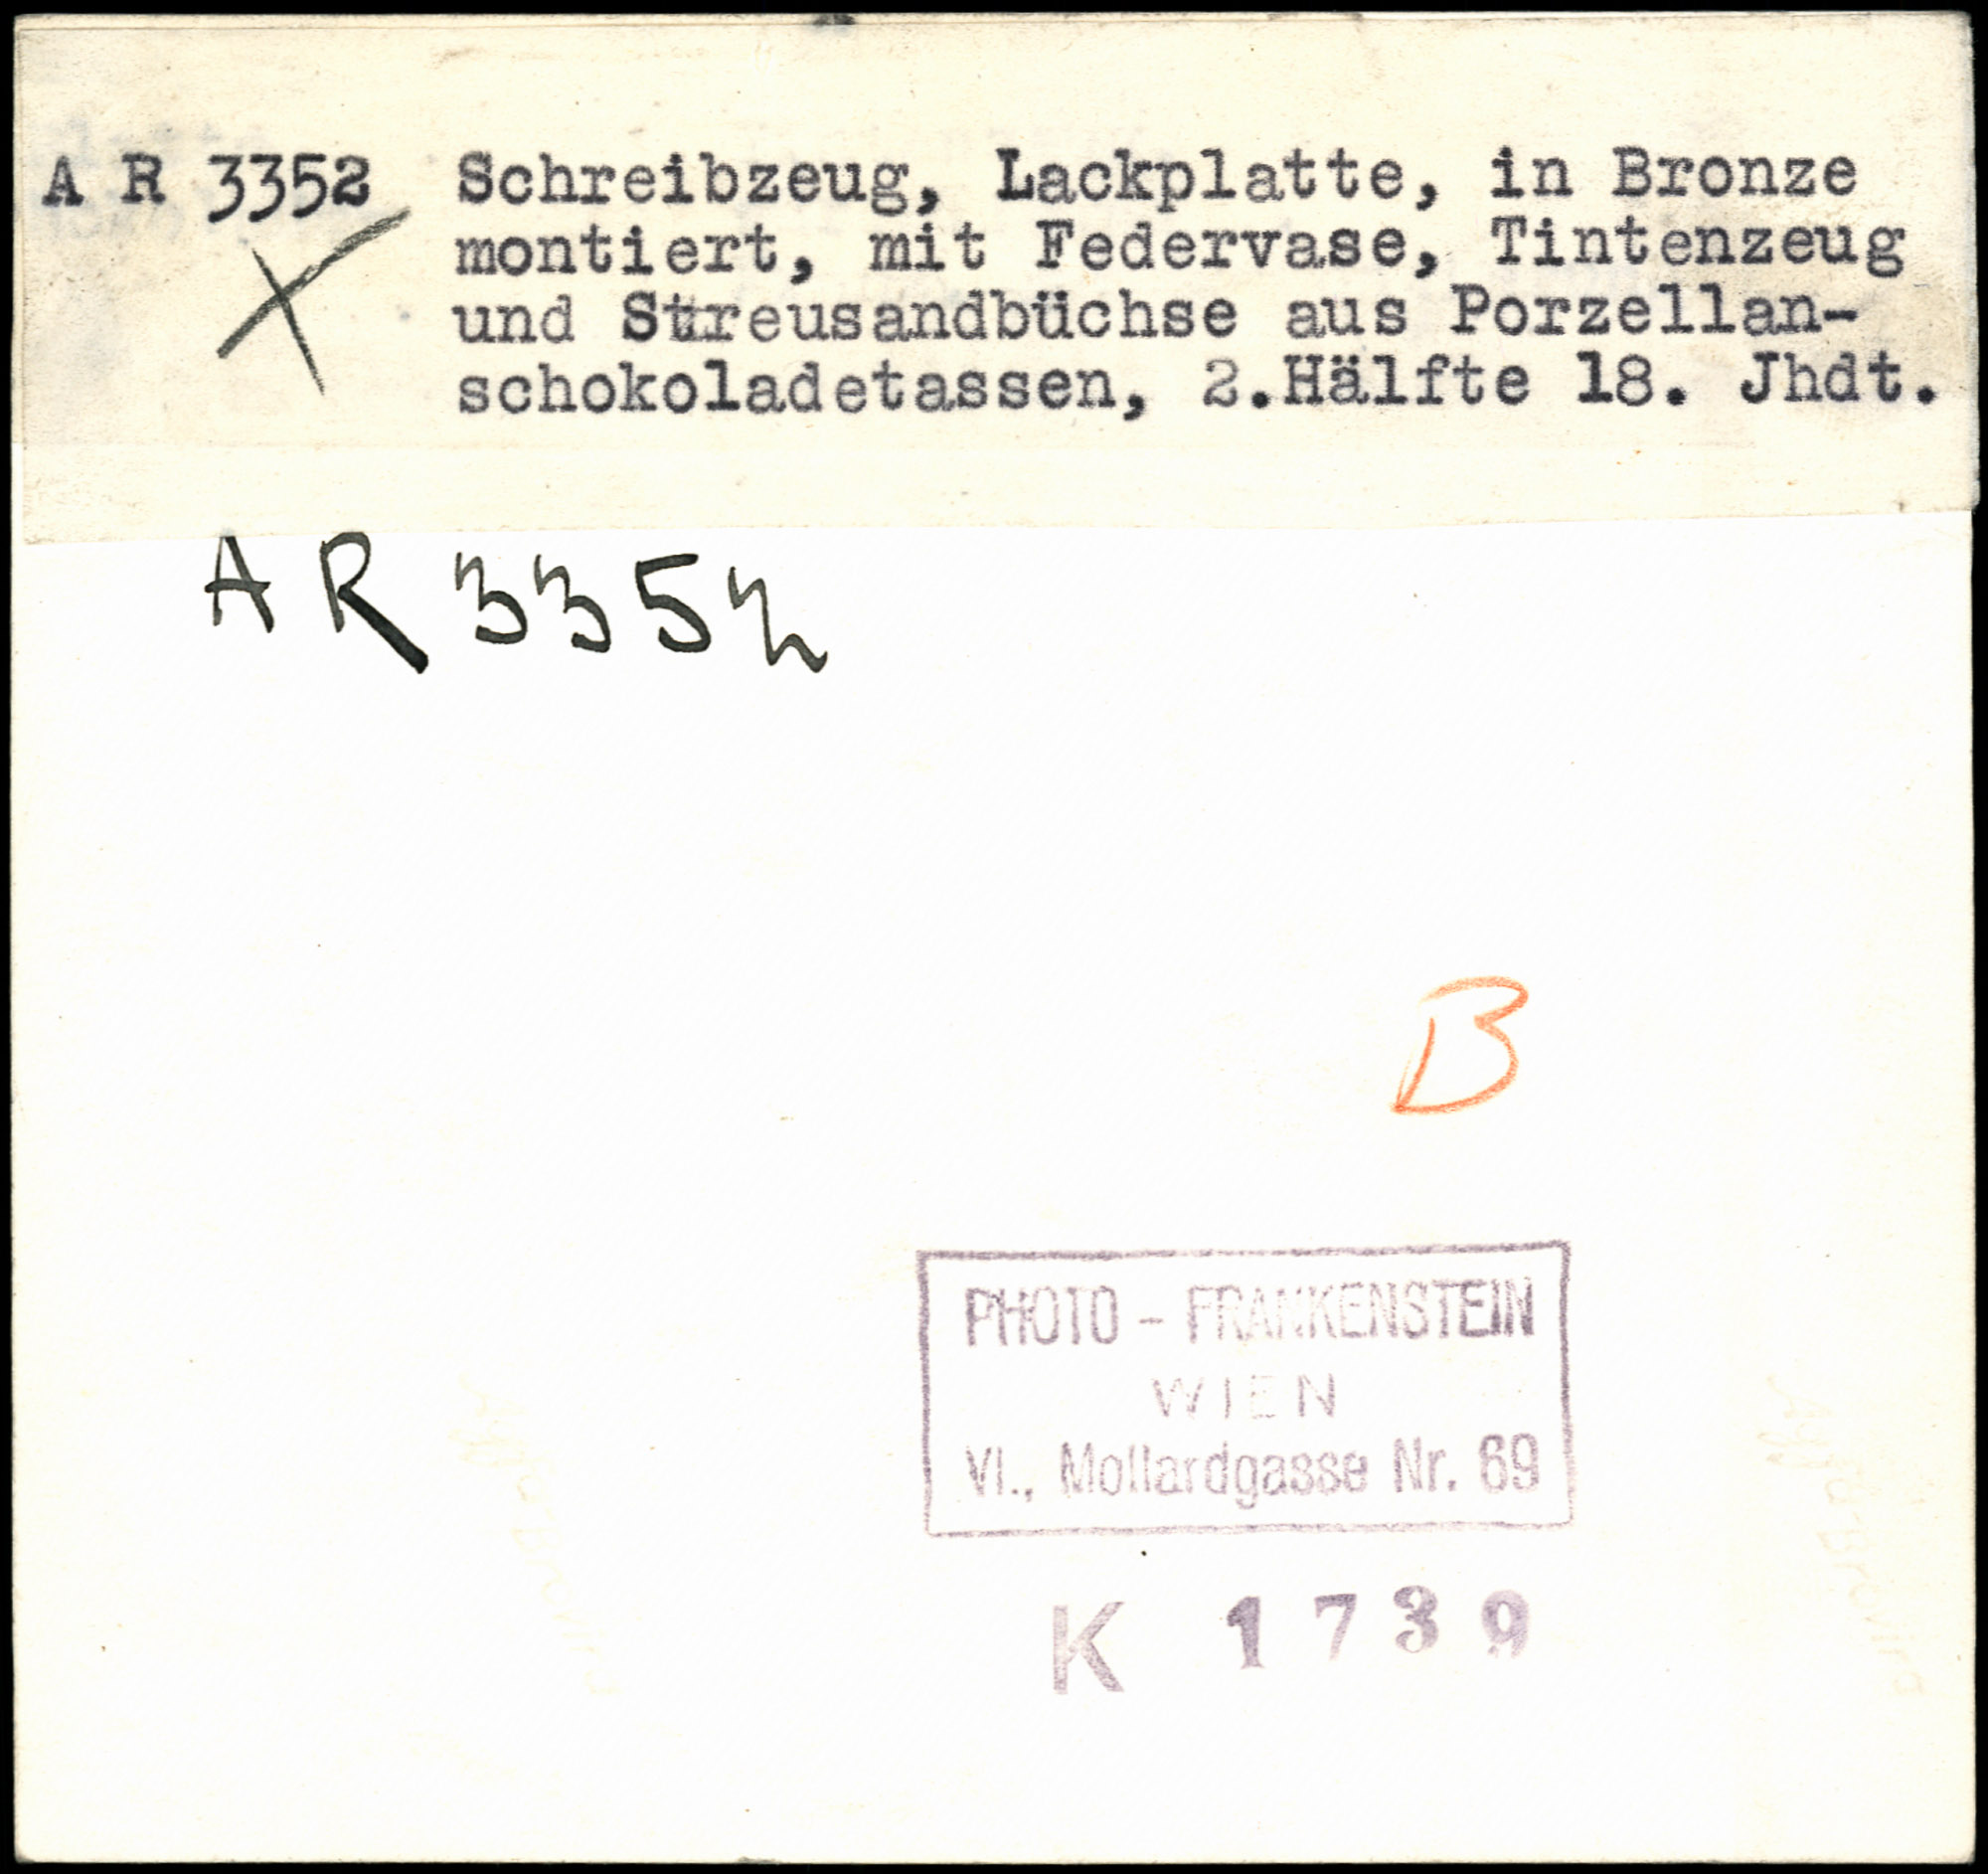 A R 3352 Schreibzeug, Lackplatte, in Bronze
montiert, mit Federvase, Tintenzeug
und Streusandbüchse aus Porzellan-
schokoladetassen, 2.Hälfte 18. Jhdt.
A R 3352
B
PHOTO - FRANKENSTEIN
WIEN
VI., Mollardgasse Nr. 69
K 1739